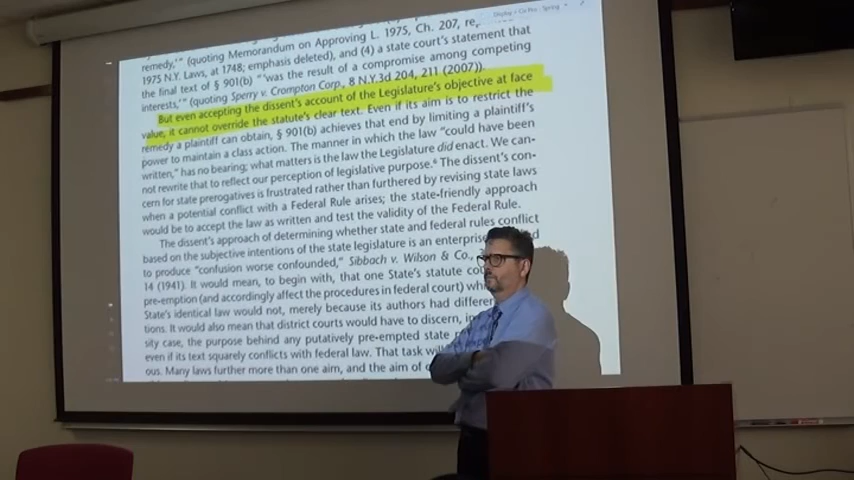 remedy,'" (quoting Memorandum on Approving L. 1975, Ch. 207,
1975 N.Y. Laws, at 1748; emphasis deleted), and (4) a state court's statement that
the final text of § 901(b) "'was the result of a compromise among competing
interests,'" (quoting Sperry v. Crompton Corp., 8 N.Y.3d 204, 211 (2007)).
But even accepting the dissent's account of the Legislature's objective at face
value, it cannot override the statute's clear text. Even if its aim is to restrict the
remedy a plaintiff can obtain, § 901(b) achieves that end by limiting a plaintiff's
power to maintain a class action. The manner in which the law "could have been
written," has no bearing; what matters is the law the Legislature did enact. We can-
not rewrite that to reflect our perception of legislative purpose.⁶ The dissent's con-
cern for state prerogatives is frustrated rather than furthered by revising state laws
when a potential conflict with a Federal Rule arises; the state-friendly approach
would be to accept the law as written and test the validity of the Federal Rule.
The dissent's approach of determining whether state and federal rules conflict
based on the subjective intentions of the state legislature is an enterprise
to produce "confusion worse confounded," Sibbach v. Wilson & Co.,
14 (1941). It would mean, to begin with, that one State's statute
pre-emption (and accordingly affect the procedures in federal court)
State's identical law would not, merely because its authors had
tions. It would also mean that district courts would have to discern,
sity case, the purpose behind any putatively pre-empted state
even if its text squarely conflicts with federal law. That task
ous. Many laws further more than one aim, and the aim of